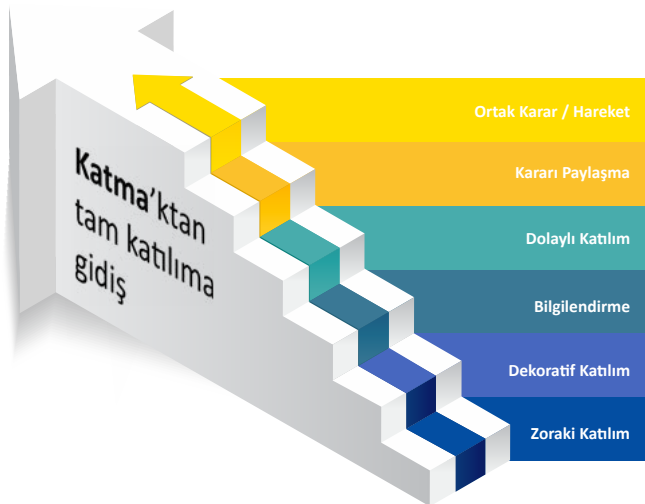 Katma'ktan
tam katılıma
gidiş
Ortak Karar / Hareket
Kararı Paylaşma
Dolaylı Katılım
Bilgilendirme
Dekoratif Katılım
Zoraki Katılım